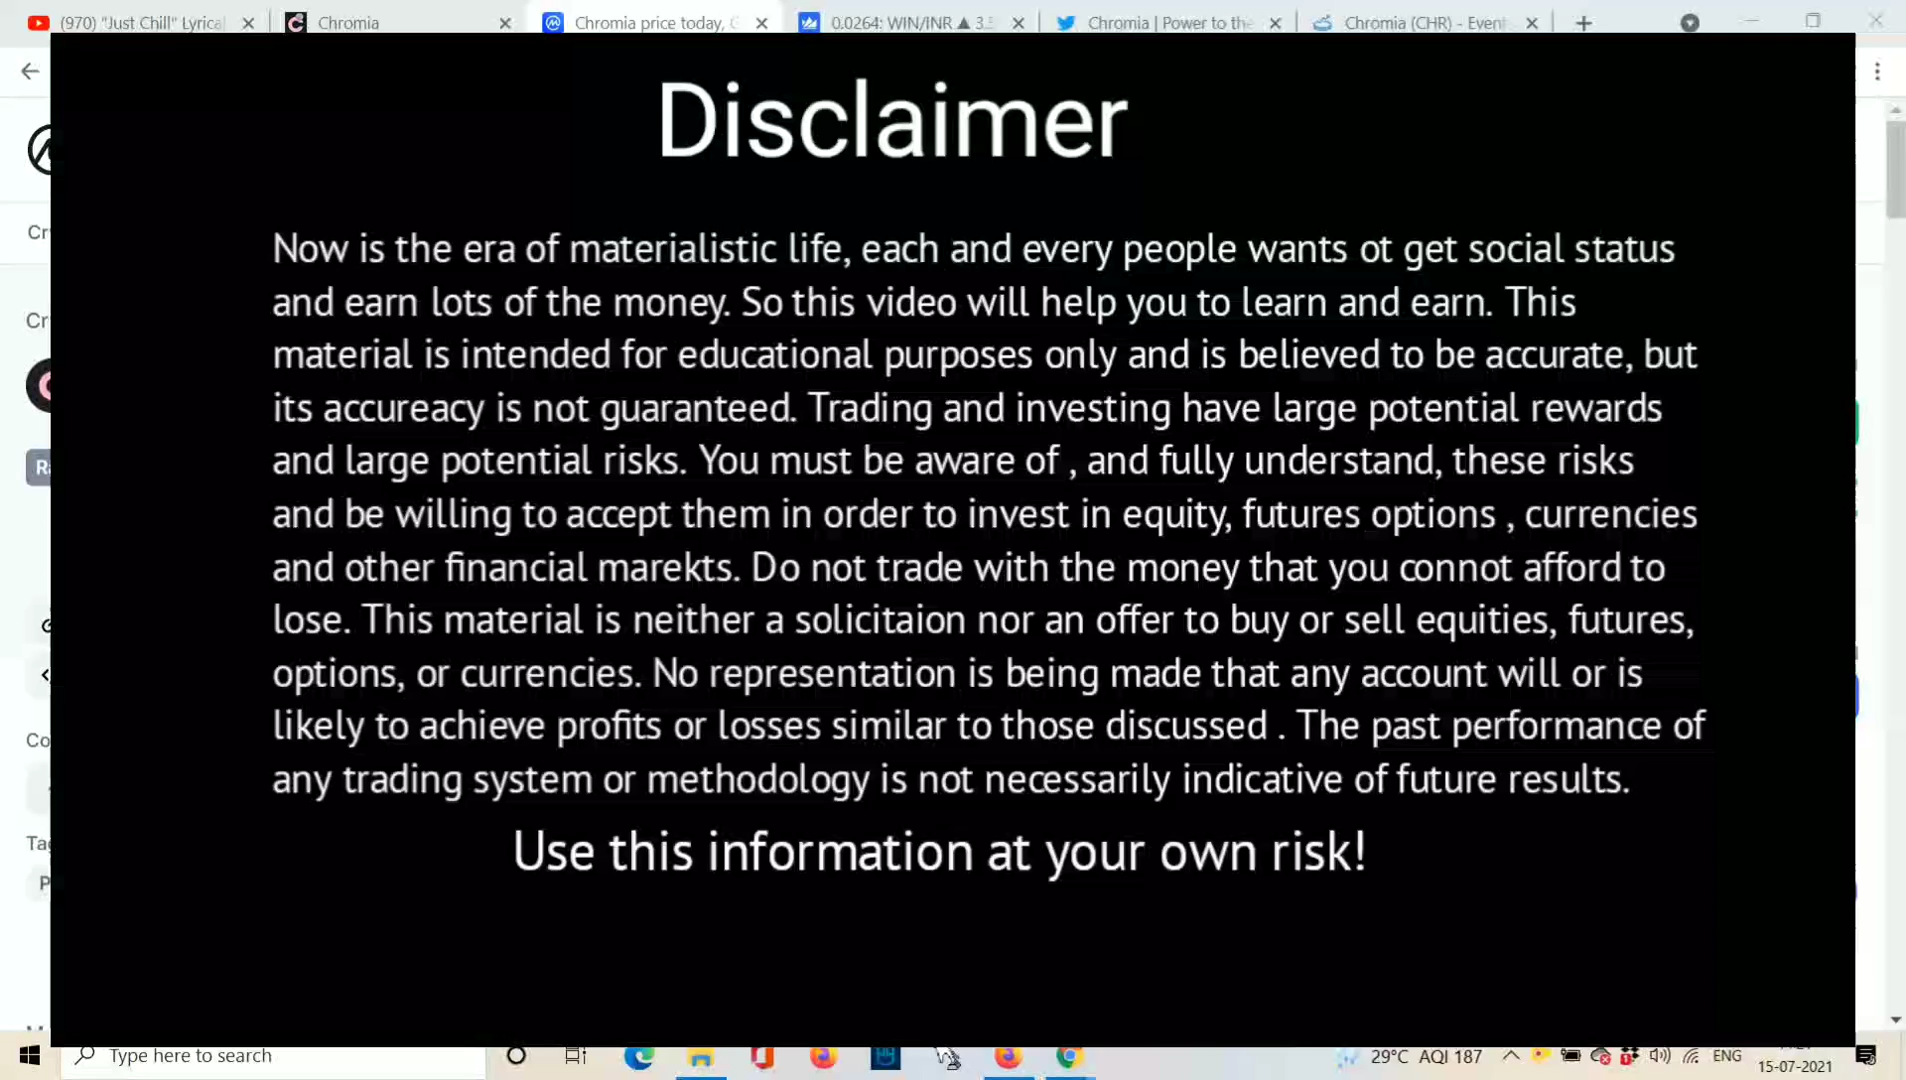 (970) "Just Chill" Lyrical
Chromia
Chromia price today,
0.0264: WIN/INR ▲ 3.
Chromia | Power to the
Chromia (CHR) - Event
Disclaimer
Now is the era of materialistic life, each and every people wants ot get social status
and earn lots of the money. So this video will help you to learn and earn. This
material is intended for educational purposes only and is believed to be accurate, but
its accureacy is not guaranteed. Trading and investing have large potential rewards
and large potential risks. You must be aware of , and fully understand, these risks
and be willing to accept them in order to invest in equity, futures options , currencies
and other financial marekts. Do not trade with the money that you connot afford to
lose. This material is neither a solicitaion nor an offer to buy or sell equities, futures,
options, or currencies. No representation is being made that any account will or is
likely to achieve profits or losses similar to those discussed . The past performance of
any trading system or methodology is not necessarily indicative of future results.
Use this information at your own risk!
Type here to search
29°C AQI 187
ENG
15-07-2021